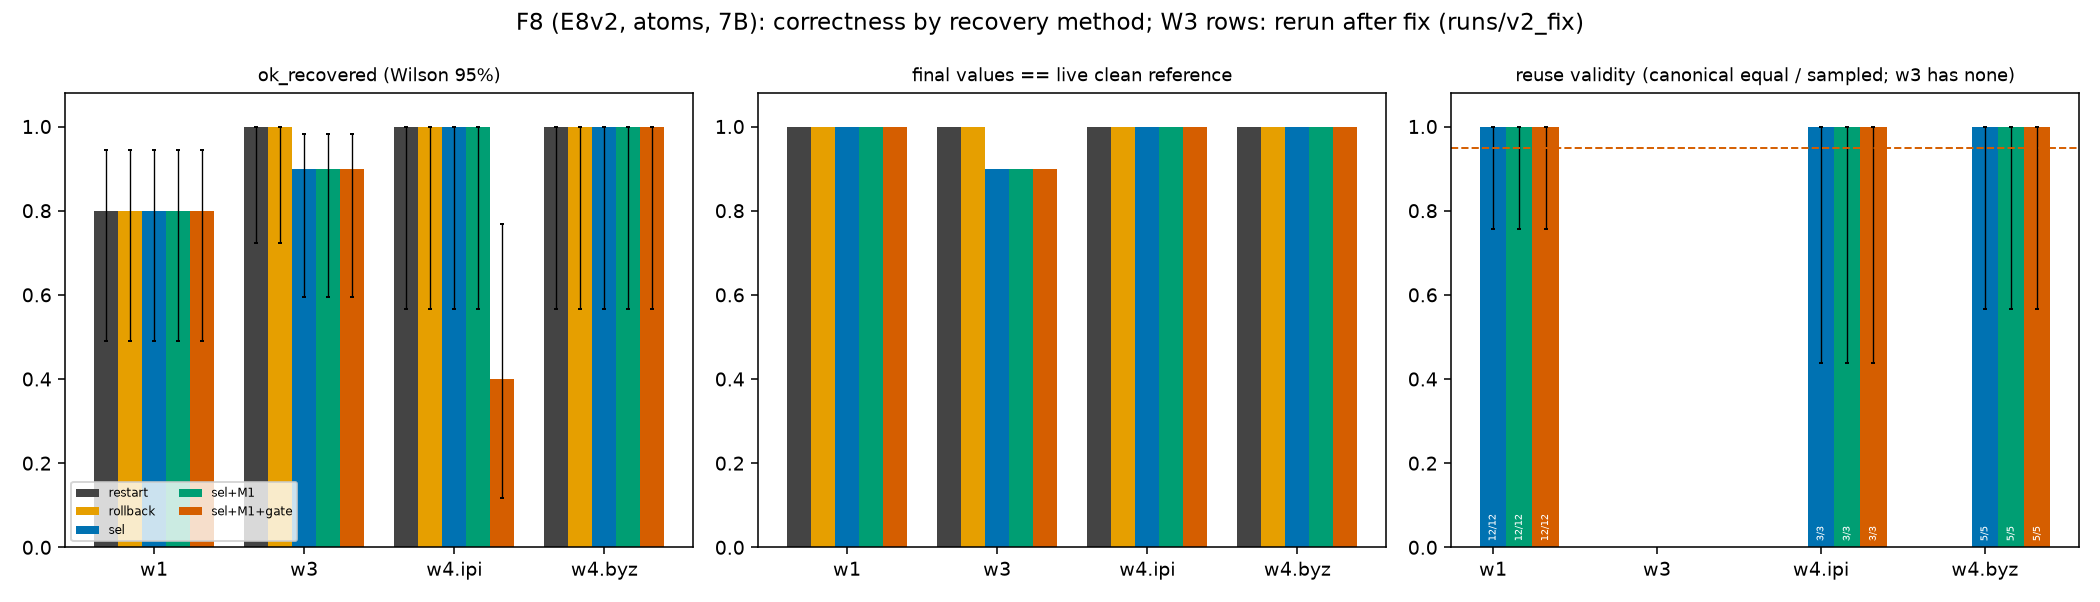 F8 (E8v2, atoms, 7B): correctness by recovery method; W3 rows: rerun after fix (runs/v2_fix)
ok_recovered (Wilson 95%)
1.0
0.8
0.6
0.4
0.2
0.0
restart
rollback
sel
sel+M1
sel+M1+gate
w1
w3
w4.ipi
w4.byz
final values == live clean reference
1.0
0.8
0.6
0.4
0.2
0.0
w1
w3
w4.ipi
w4.byz
reuse validity (canonical equal / sampled; w3 has none)
1.0
0.8
0.6
0.4
0.2
0.0
12/12
12/12
12/12
3/3
3/3
3/3
5/5
5/5
5/5
w1
w3
w4.ipi
w4.byz